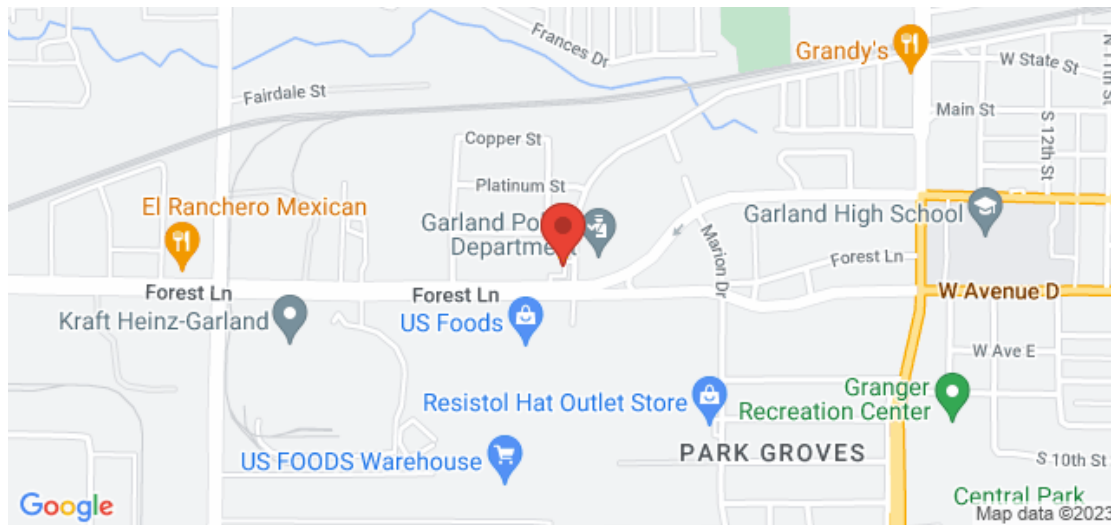 Frances Dr
Grandy's
W State St
N 11th St
Fairdale St
Main St
Copper St
S 12th St
Platinum St
El Ranchero Mexican
Garland Po
Department
Garland High School
Marion Dr
Forest Ln
Forest Ln
Forest Ln
W Avenue D
Kraft Heinz-Garland
US Foods
W Ave E
Resistol Hat Outlet Store
Granger
Recreation Center
PARK GROVES
US FOODS Warehouse
S 10th St
Central Park
Google
Map data ©2023